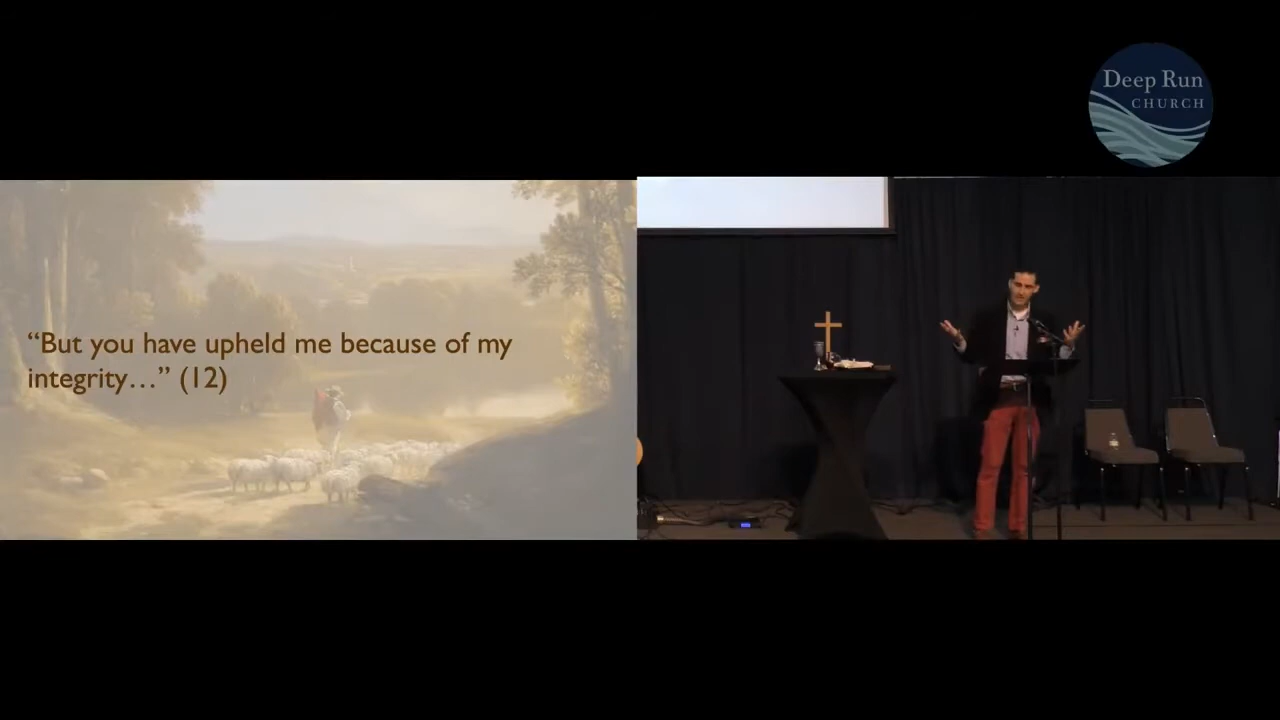 Deep Run
CHURCH
“But you have upheld me because of my
integrity…” (12)